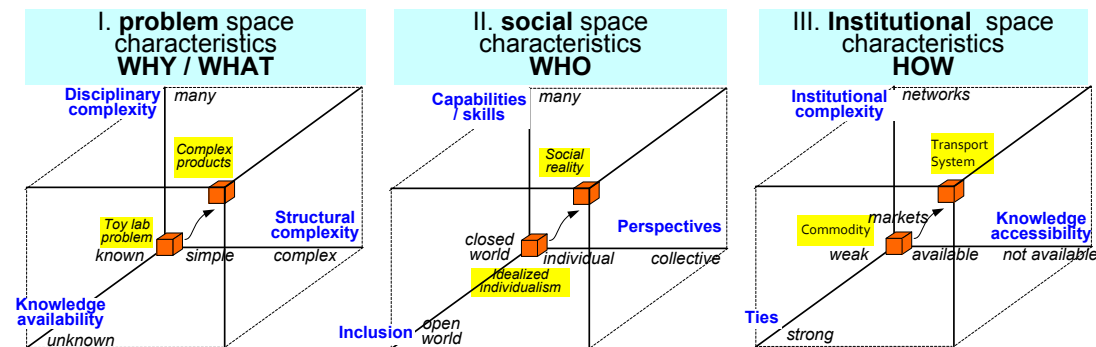 I. problem space
characteristics
WHY / WHAT
Disciplinary
complexity
many
Complex
products
Toy lab
problem
Structural
complexity
known
simple
complex
Knowledge
availability
unknown
II. social space
characteristics
WHO
Capabilities
/ skills
many
Social
reality
Perspectives
closed
world
individual
collective
Idealized
individualism
Inclusion
open
world
III. Institutional space
characteristics
HOW
Institutional
complexity
networks
Transport
System
markets
Commodity
Knowledge
accessibility
weak
available
not available
Ties
strong